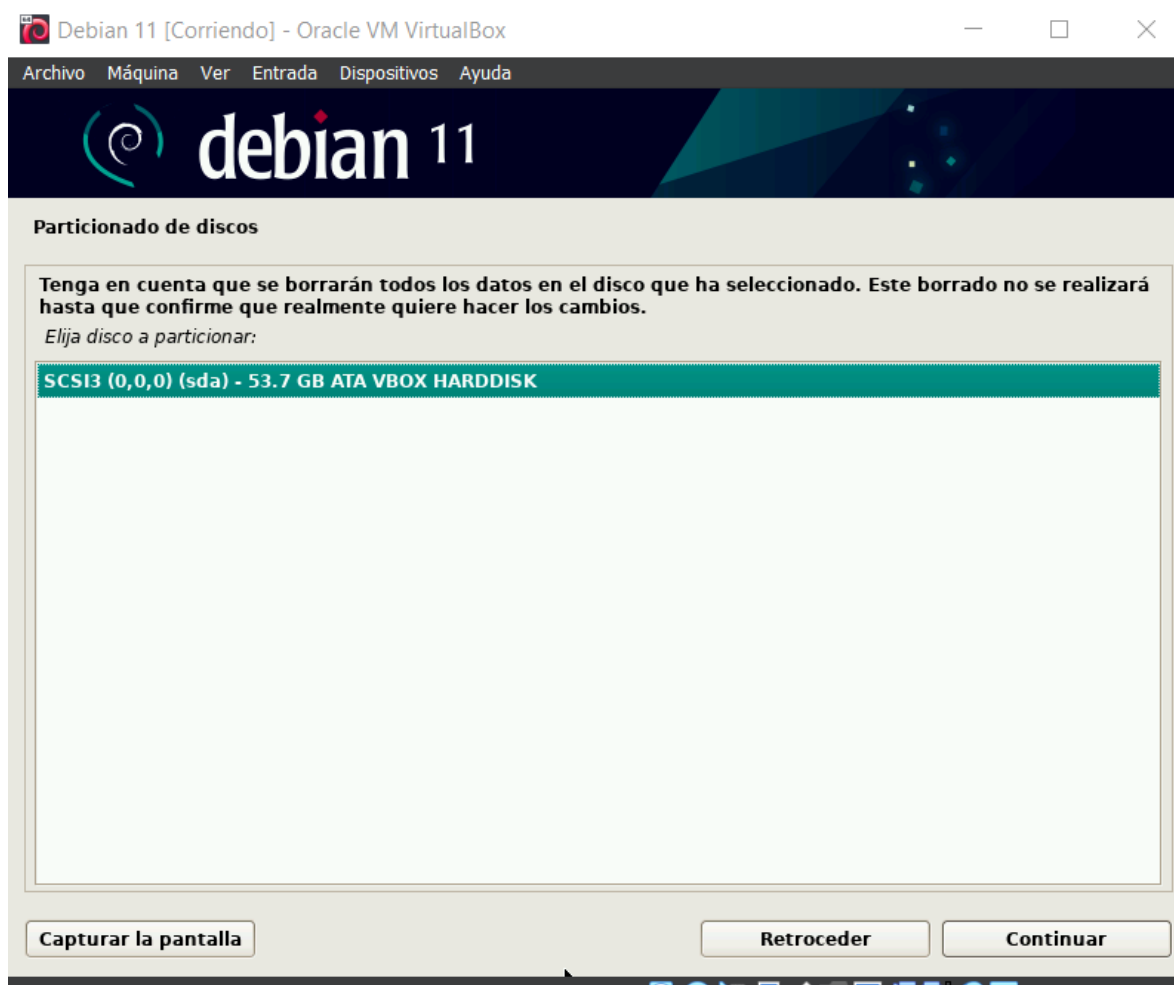 Debian 11 [Corriendo] - Oracle VM VirtualBox
Archivo Máquina Ver Entrada Dispositivos Ayuda
debian 11
Particionado de discos
Tenga en cuenta que se borrarán todos los datos en el disco que ha seleccionado. Este borrado no se realizará
hasta que confirme que realmente quiere hacer los cambios.
Elija disco a particionar:
SCSI3 (0,0,0) (sda) - 53.7 GB ATA VBOX HARDDISK
Capturar la pantalla Retroceder Continuar